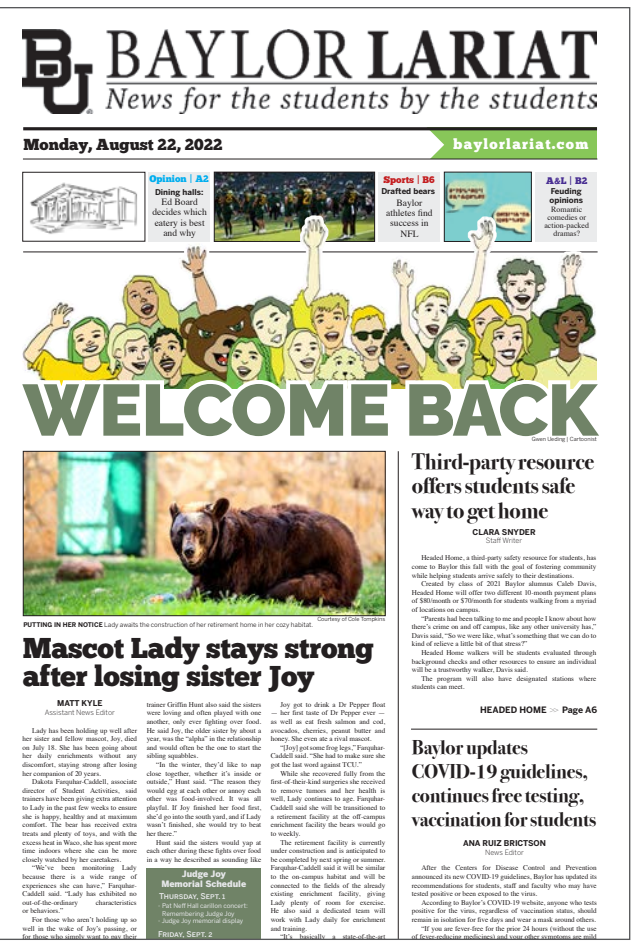 BU
BAYLOR LARIAT
News for the students by the students
Monday, August 22, 2022
baylorlariat.com
Opinion | A2
Dining halls:
Ed Board
decides which
eatery is best
and why
Sports | B6
Drafted bears
Baylor
athletes find
success in
NFL
A&L | B2
Feuding
opinions
Romantic
comedies or
action-packed
dramas?
WELCOME BACK
Gwen Ueding | Cartoonist
Courtesy of Cole Tompkins
PUTTING IN HER NOTICE Lady awaits the construction of her retirement home in her cozy habitat.
Mascot Lady stays strong
after losing sister Joy
MATT KYLE
Assistant News Editor
Lady has been holding up well after
her sister and fellow mascot, Joy, died
on July 18. She has been going about
her daily enrichments without any
discomfort, staying strong after losing
her companion of 20 years.
Dakota Farquhar-Caddell, associate
director of Student Activities, said
trainers have been giving extra attention
to Lady in the past few weeks to ensure
she is happy, healthy and at maximum
comfort. The bear has received extra
treats and plenty of toys, and with the
excess heat in Waco, she has spent more
time indoors where she can be more
closely watched by her caretakers.
"We've been monitoring Lady
because there is a wide range of
experiences she can have," Farquhar-
Caddell said. "Lady has exhibited no
out-of-the-ordinary characteristics
or behaviors."
For those who aren't holding up so
well in the wake of Joy's passing, or
for those who simply want to pay their
trainer Griffin Hunt also said the sisters
were loving and often played with one
another, only ever fighting over food.
He said Joy, the older sister by about a
year, was the "alpha" in the relationship
and would often be the one to start the
sibling squabbles.
"In the winter, they'd like to nap
close together, whether it's inside or
outside," Hunt said. "The reason they
would egg at each other or annoy each
other was food-involved. It was all
playful. If Joy finished her food first,
she'd go into the south yard, and if Lady
wasn't finished, she would try to beat
her there."
Hunt said the sisters would yap at
each other during these fights over food
in a way he described as sounding like
Judge Joy
Memorial Schedule
THURSDAY, SEPT. 1
- Pat Neff Hall carillon concert:
Remembering Judge Joy
- Judge Joy memorial display
FRIDAY, SEPT. 2
Joy got to drink a Dr Pepper float
— her first taste of Dr Pepper ever —
as well as eat fresh salmon and cod,
avocados, cherries, peanut butter and
honey. She even ate a rival mascot.
"[Joy] got some frog legs," Farquhar-
Caddell said. "She had to make sure she
got the last word against TCU."
While she recovered fully from the
first-of-their-kind surgeries she received
to remove tumors and her health is
well, Lady continues to age. Farquhar-
Caddell said she will be transitioned to
a retirement facility at the off-campus
enrichment facility the bears would go
to weekly.
The retirement facility is currently
under construction and is anticipated to
be completed by next spring or summer.
Farquhar-Caddell said it will be similar
to the on-campus habitat and will be
connected to the fields of the already
existing enrichment facility, giving
Lady plenty of room for exercise.
He also said a dedicated team will
work with Lady daily for enrichment
and training.
"It's basically a state-of-the-art
Third-party resource
offers students safe
way to get home
CLARA SNYDER
Staff Writer
Headed Home, a third-party safety resource for students, has
come to Baylor this fall with the goal of fostering community
while helping students arrive safely to their destinations.
Created by class of 2021 Baylor alumnus Caleb Davis,
Headed Home will offer two different 10-month payment plans
of $80/month or $70/month for students walking from a myriad
of locations on campus.
"Parents had been talking to me and people I know about how
there's crime on and off campus, like any other university has,"
Davis said, "So we were like, what's something that we can do to
kind of relieve a little bit of that stress?"
Headed Home walkers will be students evaluated through
background checks and other resources to ensure an individual
will be a trustworthy walker, Davis said.
The program will also have designated stations where
students can meet.
HEADED HOME >> Page A6
Baylor updates
COVID-19 guidelines,
continues free testing,
vaccination for students
ANA RUIZ BRICTSON
News Editor
After the Centers for Disease Control and Prevention
announced its new COVID-19 guidelines, Baylor has updated its
recommendations for students, staff and faculty who may have
tested positive or been exposed to the virus.
According to Baylor's COVID-19 website, anyone who tests
positive for the virus, regardless of vaccination status, should
remain in isolation for five days and wear a mask around others.
"If you are fever-free for the prior 24 hours (without the use
of fever-reducing medicines) and your other symptoms are mild